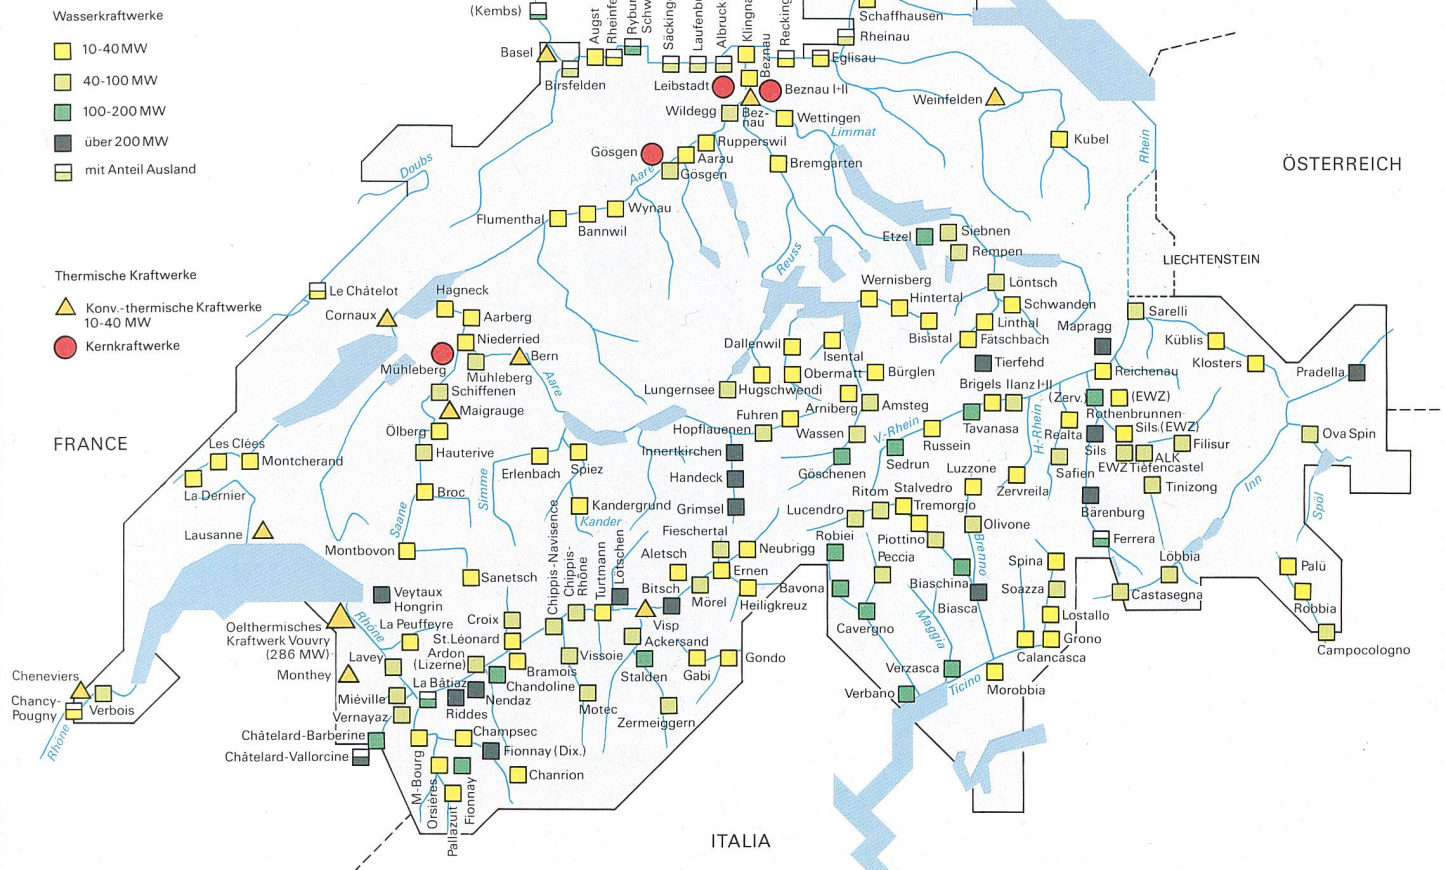 Wasserkraftwerke
10-40 MW
40-100 MW
100-200 MW
über 200 MW
mit Anteil Ausland
Thermische Kraftwerke
Konv.-thermische Kraftwerke
10-40 MW
Kernkraftwerke
(Kembs)
Basel
Birsfelden
Augst
Säcking
Klingna
Beznau
Schaffhausen
Rheinau
Eglisau
Leibstadt
Beznau I+II
Wildegg
Bez-
nau
Wettingen
Limmat
Weinfelden
Kubel
Rhein
ÖSTERREICH
Gösgen
Rupperswil
Aarau
Gösgen
Aare
Bremgarten
Doubs
Flumenthal
Bannwil
Wynau
Reuss
Etzel
Siebnen
Rempen
LIECHTENSTEIN
Le Châtelot
Cornaux
Hagneck
Aarberg
Niederried
Mühleberg
Mühleberg
Bern
Aare
Schiffenen
Maigrauge
Ölberg
Hauterive
Broc
Saane
Simme
Erlenbach
Spiez
Kandergrund
Kander
Montbovon
Sanetsch
Wernisberg
Hintertal
Bisistal
Löntsch
Schwanden
Linthal
Fätschbach
Tierfehd
Mapragg
Sarelli
Küblis
Klosters
Pradella
Dallenwil
Isental
Obermatt
Bürglen
Lungernsee
Hugschwendi
Arniberg
Amsteg
Fuhren
Hopflauenen
Wassen
Innertkirchen
Göschenen
Handeck
Grimsel
Brigels
Ilanz I+II
Reichenau
(Zerv.)
(EWZ)
Rothenbrunnen
Tavanasa
V-Rhein
H.-Rhein
Russein
Sedrun
Realta
Sils
Sils (EWZ)
Filisur
Safien
EWZ
ALK
Tiefencastel
Tinizong
Ova Spin
Inn
Spöl
Luzzone
Zervreila
Bärenburg
Ferrera
Löbbia
Castasegna
Palü
Robbia
Campocologno
FRANCE
Les Clées
Montcherand
La Dernier
Lausanne
Fieschertal
Neubrigg
Aletsch
Ernen
Bitsch
Mörel
Heiligkreuz
Lucendro
Ritom
Stalvedro
Tremorgio
Piottino
Olivone
Brenno
Robiei
Peccia
Bavona
Cavergno
Biaschina
Biasca
Maggia
Verzasca
Verbano
Ticino
Spina
Soazza
Lostallo
Grono
Calancasca
Morobbia
Veytaux
Hongrin
Oelthermisches
Kraftwerk Vouvry
(286 MW)
Rhône
La Peuffeyre
Croix
St. Léonard
Ardon
(Lizerne)
Lavey
Monthey
Chippis-Navisence
Chippis-
Rhône
Turtmann
Lötschen
Visp
Ackersand
Vissoie
Stalden
Gabi
Gondo
Bramois
Chandoline
La Bâtiaz
Nendaz
Riddes
Miéville
Vernayaz
Motec
Zermeiggern
Cheneviers
Chancy-
Pougny
Verbois
Rhône
Châtelard-Barberine
Châtelard-Vallorcine
Champsec
Fionnay (Dix.)
Chanrion
M-Bourg
Orsières
Pallazuit
Fionnay
ITALIA